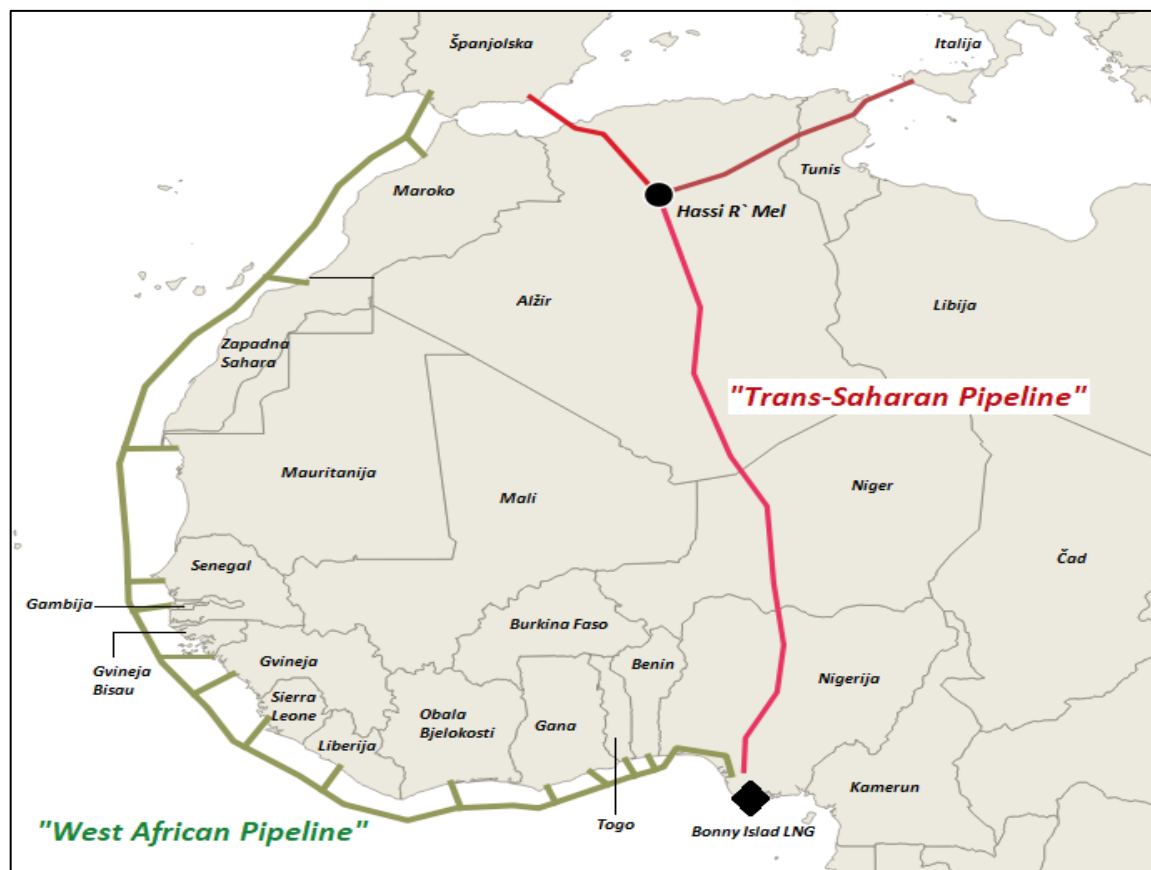 Španjolska
Italija
Tunis
Maroko
Hassi R` Mel
Alžir
Libija
Zapadna
Sahara
"Trans-Saharan Pipeline"
Mauritanija
Mali
Niger
Čad
Senegal
Gambija
Burkina Faso
Benin
Gvineja
Nigerija
Gvineja
Bisau
Sierra
Leone
Obala
Bjelokosti
Gana
Liberija
Kamerun
Togo
"West African Pipeline"
Bonny Islad LNG